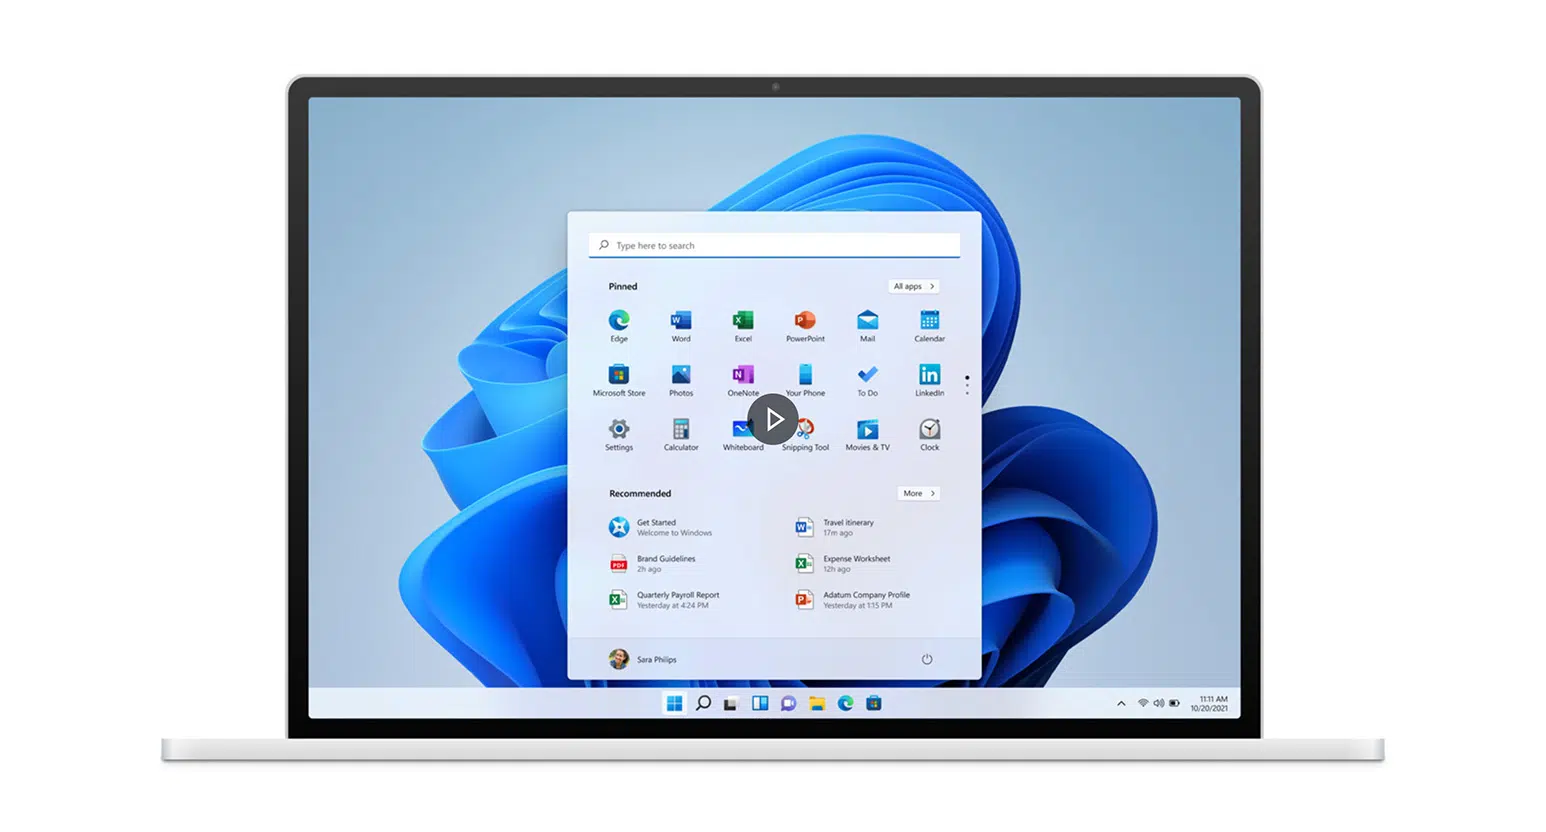 Type here to search
Pinned
All apps
Edge
Word
Excel
PowerPoint
Mail
Calendar
Microsoft Store
Photos
OneNote
Your Phone
To Do
LinkedIn
Settings
Calculator
Whiteboard
Snipping Tool
Movies & TV
Clock
Recommended
More
Get Started
Welcome to Windows
Travel itinerary
17m ago
Brand Guidelines
2h ago
Expense Worksheet
12h ago
Quarterly Payroll Report
Yesterday at 4:24 PM
Adatum Company Profile
Yesterday at 1:15 PM
Sara Philips
11:11 AM
10/20/2021